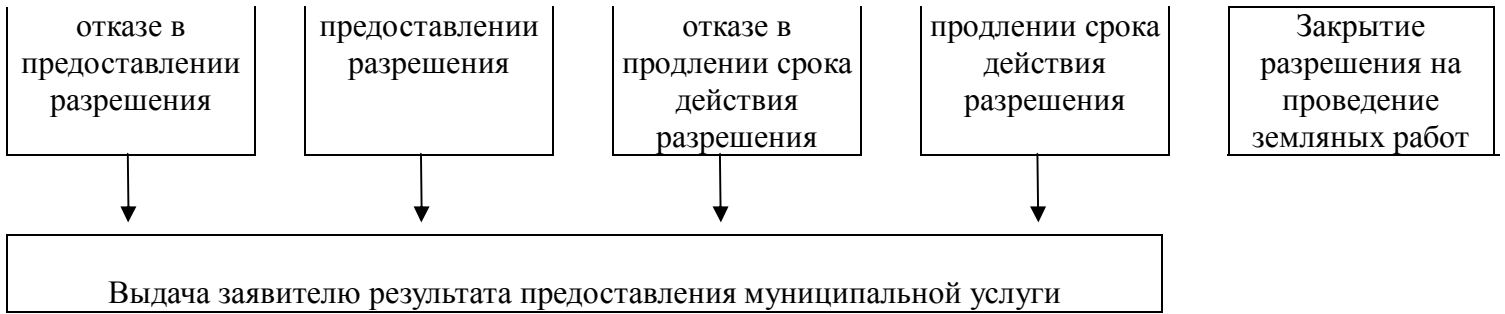 отказе в
предоставлении
разрешения
предоставлении
разрешения
отказе в
продлении срока
действия
разрешения
продлении срока
действия
разрешения
Закрытие
разрешения на
проведение
земляных работ
Выдача заявителю результата предоставления муниципальной услуги